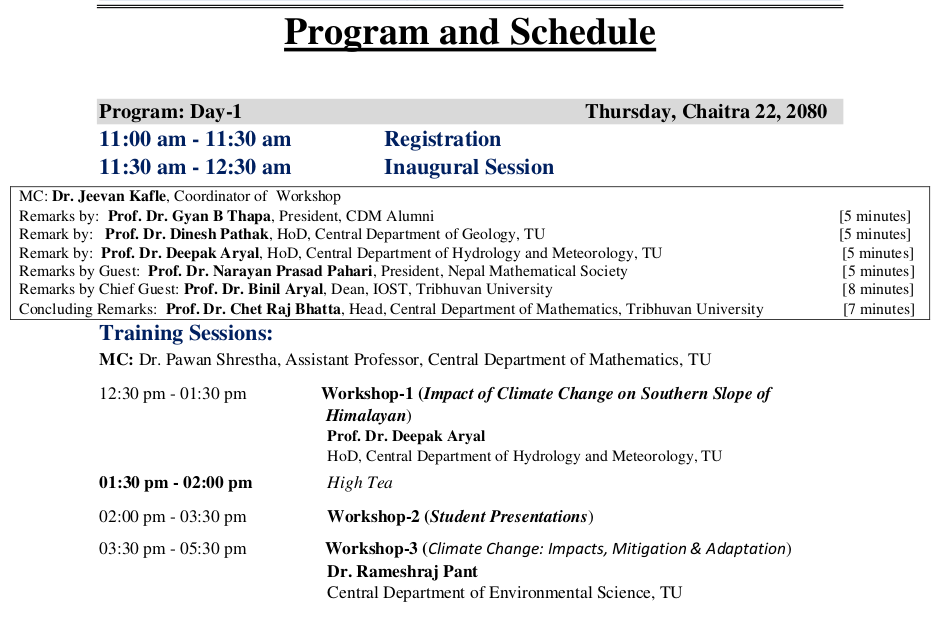 Program and Schedule
Program: Day-1 Thursday, Chaitra 22, 2080
11:00 am - 11:30 am Registration
11:30 am - 12:30 am Inaugural Session
MC: Dr. Jeevan Kafle, Coordinator of Workshop
Remarks by: Prof. Dr. Gyan B Thapa, President, CDM Alumni [5 minutes]
Remark by: Prof. Dr. Dinesh Pathak, HoD, Central Department of Geology, TU [5 minutes]
Remark by: Prof. Dr. Deepak Aryal, HoD, Central Department of Hydrology and Meteorology, TU [5 minutes]
Remarks by Guest: Prof. Dr. Narayan Prasad Pahari, President, Nepal Mathematical Society [5 minutes]
Remarks by Chief Guest: Prof. Dr. Binil Aryal, Dean, IOST, Tribhuvan University [8 minutes]
Concluding Remarks: Prof. Dr. Chet Raj Bhatta, Head, Central Department of Mathematics, Tribhuvan University [7 minutes]
Training Sessions:
MC: Dr. Pawan Shrestha, Assistant Professor, Central Department of Mathematics, TU
12:30 pm - 01:30 pm Workshop-1 (Impact of Climate Change on Southern Slope of
Himalayan)
Prof. Dr. Deepak Aryal
HoD, Central Department of Hydrology and Meteorology, TU
01:30 pm - 02:00 pm High Tea
02:00 pm - 03:30 pm Workshop-2 (Student Presentations)
03:30 pm - 05:30 pm Workshop-3 (Climate Change: Impacts, Mitigation & Adaptation)
Dr. Rameshraj Pant
Central Department of Environmental Science, TU